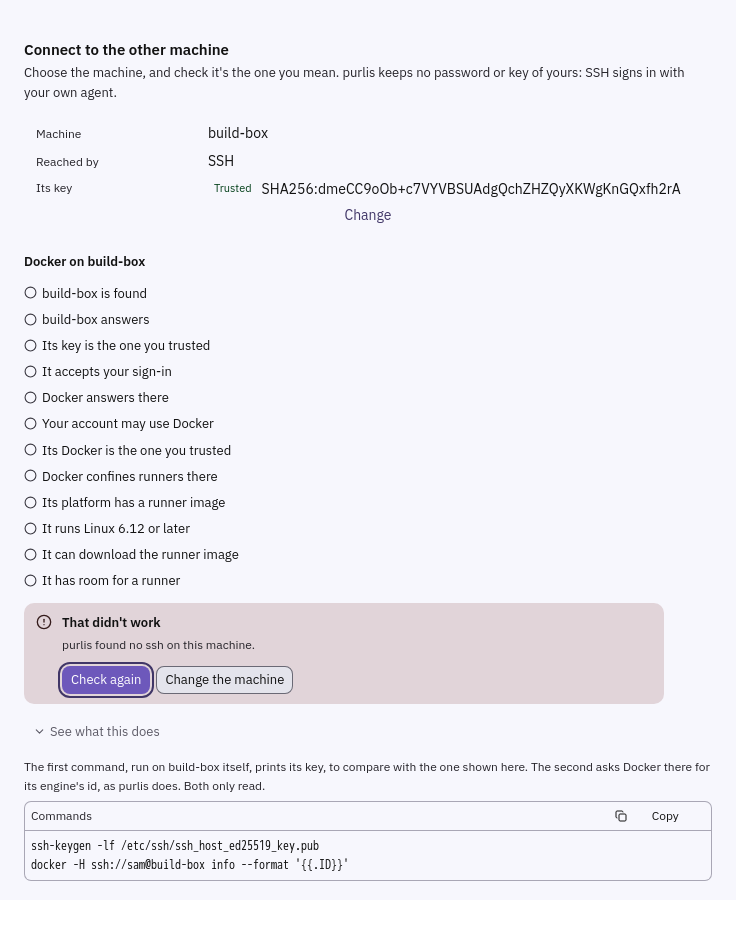 Connect to the other machine
Choose the machine, and check it's the one you mean. purlis keeps no password or key of yours: SSH signs in with
your own agent.
Machine build-box
Reached by SSH
Its key Trusted SHA256:dmeCC9oOb+c7VYVBSUAdgQchZHZQyXKWgKnGQxfh2rA
Change
Docker on build-box
build-box is found
build-box answers
Its key is the one you trusted
It accepts your sign-in
Docker answers there
Your account may use Docker
Its Docker is the one you trusted
Docker confines runners there
Its platform has a runner image
It runs Linux 6.12 or later
It can download the runner image
It has room for a runner
That didn't work
purlis found no ssh on this machine.
Check again Change the machine
See what this does
The first command, run on build-box itself, prints its key, to compare with the one shown here. The second asks Docker there for
its engine's id, as purlis does. Both only read.
Commands Copy
ssh-keygen -lf /etc/ssh/ssh_host_ed25519_key.pub
docker -H ssh://sam@build-box info --format '{{.ID}}'